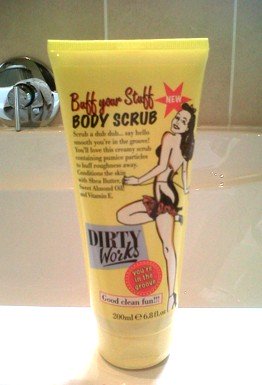 Buff your Stuff
NEW
BODY SCRUB
Scrub a dub dub... say hello
smooth you're in the groove!
You'll love this creamy scrub
containing pumice particles
to buff roughness away.
Conditions the skin
with Shea Butter,
Sweet Almond Oil
and Vitamin E.
DIRTY
Works
you're in
the groove
Good clean fun!!!
200ml e 6.8 fl.oz